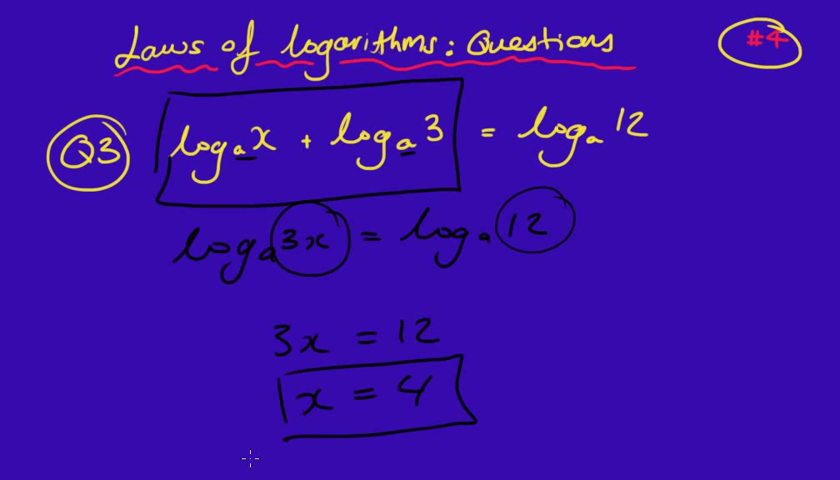 Laws of logarithms: Questions #4
Q3 logₐ x + logₐ 3 = logₐ 12
logₐ 3x = logₐ 12
3x = 12
x = 4